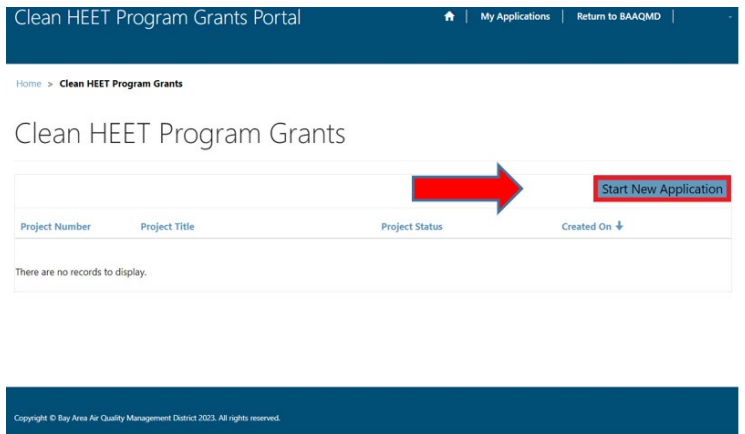 Clean HEET Program Grants Portal
My Applications | Return to BAAQMD |
Home > Clean HEET Program Grants
Clean HEET Program Grants
Start New Application
Project Number Project Title Project Status Created On
There are no records to display.
Copyright © Bay Area Air Quality Management District 2023. All rights reserved.